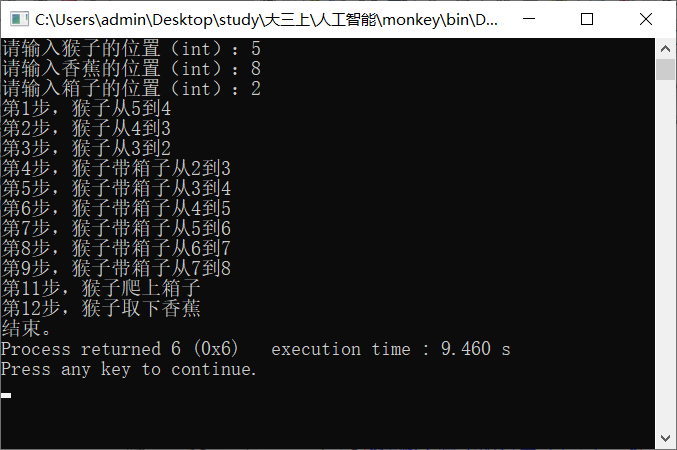 C:\Users\admin\Desktop\study\大三上\人工智能\monkey\bin\D...
请输入猴子的位置（int）：5
请输入香蕉的位置（int）：8
请输入箱子的位置（int）：2
第1步，猴子从5到4
第2步，猴子从4到3
第3步，猴子从3到2
第4步，猴子带箱子从2到3
第5步，猴子带箱子从3到4
第6步，猴子带箱子从4到5
第7步，猴子带箱子从5到6
第8步，猴子带箱子从6到7
第9步，猴子带箱子从7到8
第11步，猴子爬上箱子
第12步，猴子取下香蕉
结束。
Process returned 6 (0x6)   execution time : 9.460 s
Press any key to continue.